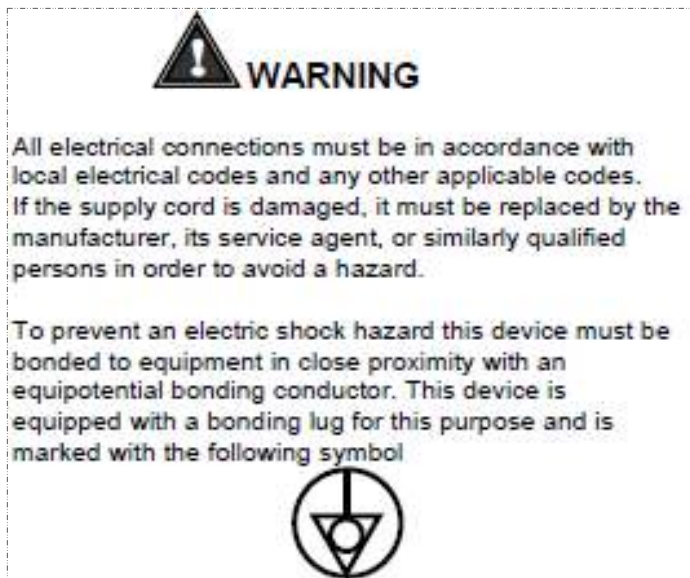 WARNING
All electrical connections must be in accordance with
local electrical codes and any other applicable codes.
If the supply cord is damaged, it must be replaced by the
manufacturer, its service agent, or similarly qualified
persons in order to avoid a hazard.
To prevent an electric shock hazard this device must be
bonded to equipment in close proximity with an
equipotential bonding conductor. This device is
equipped with a bonding lug for this purpose and is
marked with the following symbol